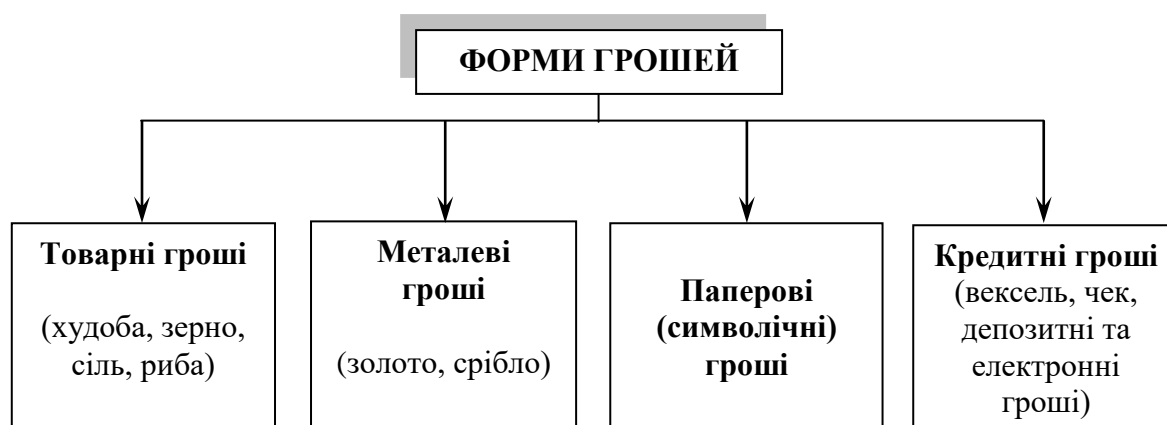 ФОРМИ ГРОШЕЙ
Товарні гроші
(худоба, зерно,
сіль, риба)
Металеві
гроші
(золото, срібло)
Паперові
(символічні)
гроші
Кредитні гроші
(вексель, чек,
депозитні та
електронні
гроші)